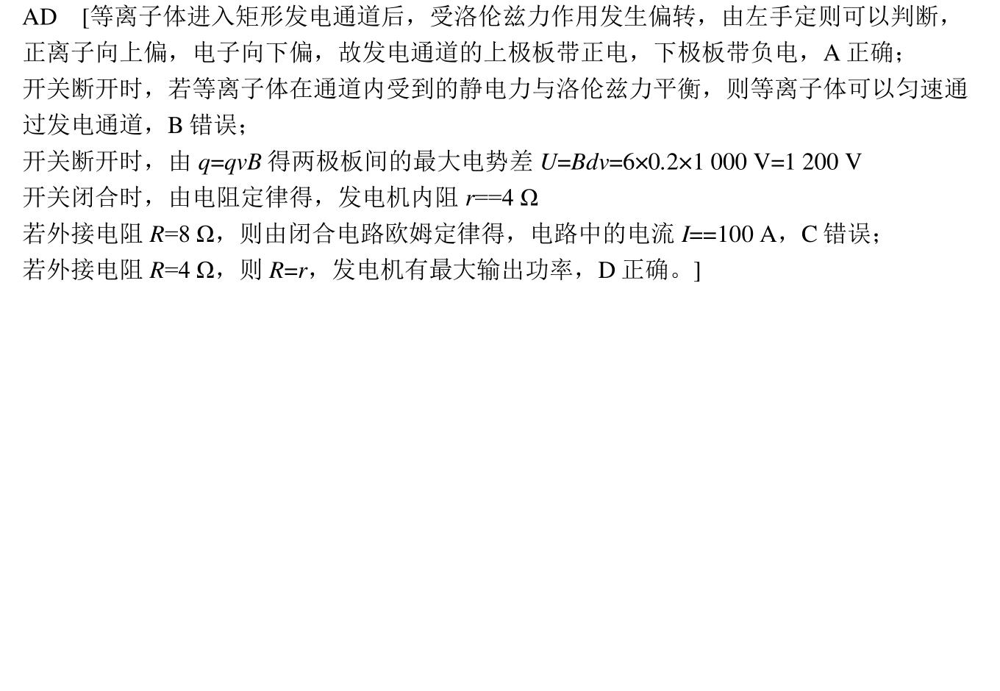 AD [等离子体进入矩形发电通道后，受洛伦兹力作用发生偏转，由左手定则可以判断，
正离子向上偏，电子向下偏，故发电通道的上极板带正电，下极板带负电，A 正确；
开关断开时，若等离子体在通道内受到的静电力与洛伦兹力平衡，则等离子体可以匀速通
过发电通道，B 错误；
开关断开时，由 q=qvB 得两极板间的最大电势差 U=Bdv=6×0.2×1 000 V=1 200 V
开关闭合时，由电阻定律得，发电机内阻 r==4 Ω
若外接电阻 R=8 Ω，则由闭合电路欧姆定律得，电路中的电流 I==100 A，C 错误；
若外接电阻 R=4 Ω，则 R=r，发电机有最大输出功率，D 正确。]